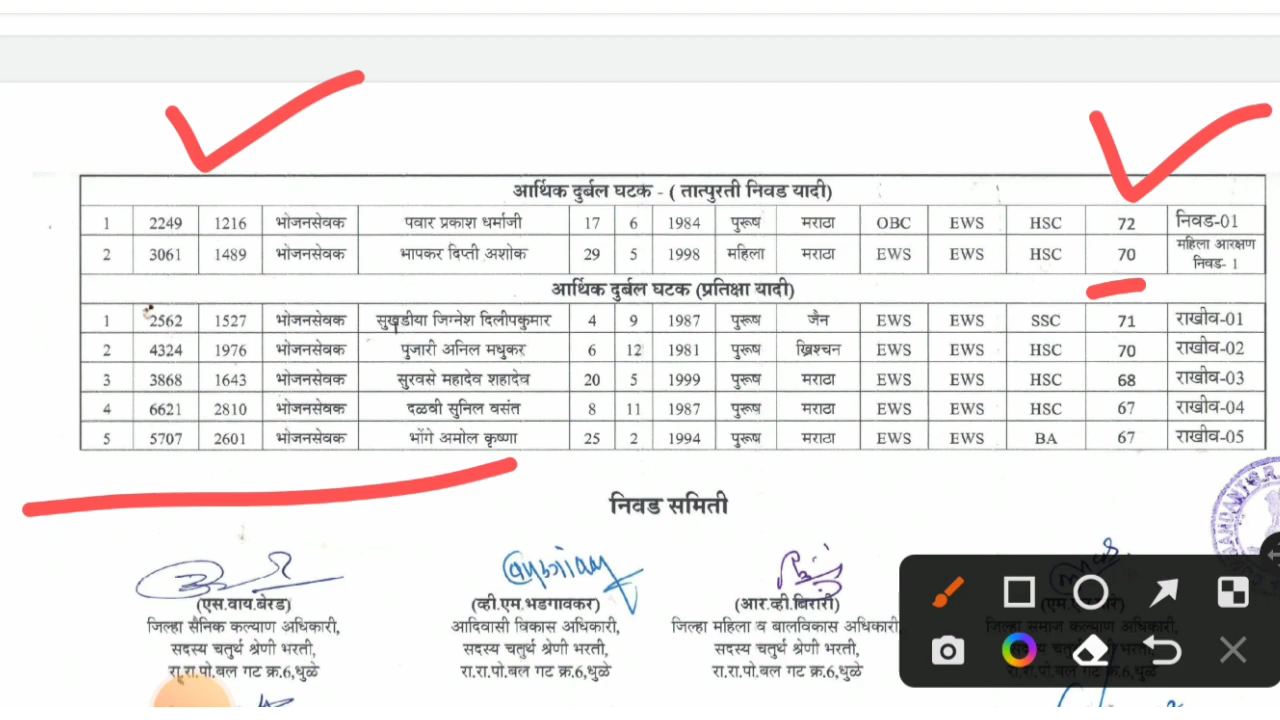 आर्थिक दुर्बल घटक - ( तात्पुरती निवड यादी)
1 2249 1216 भोजनसेवक पवार प्रकाश धर्माजी 17 6 1984 पुरूष मराठा OBC EWS HSC 72 निवड-01
2 3061 1489 भोजनसेवक भापकर दिप्ती अशोक 29 5 1998 महिला मराठा EWS EWS HSC 70 महिला आरक्षण निवड- 1
आर्थिक दुर्बल घटक (प्रतिक्षा यादी)
1 2562 1527 भोजनसेवक सुखडीया जिग्नेश दिलीपकुमार 4 9 1987 पुरूष जैन EWS EWS SSC 71 राखीव-01
2 4324 1976 भोजनसेवक पुजारी अनिल मधुकर 6 12 1981 पुरूष ख्रिश्चन EWS EWS HSC 70 राखीव-02
3 3868 1643 भोजनसेवक सुरवसे महादेव शहादेव 20 5 1999 पुरूष मराठा EWS EWS HSC 68 राखीव-03
4 6621 2810 भोजनसेवक दळवी सुनिल वसंत 8 11 1987 पुरूष मराठा EWS EWS HSC 67 राखीव-04
5 5707 2601 भोजनसेवक भोंगे अमोल कृष्णा 25 2 1994 पुरूष मराठा EWS EWS BA 67 राखीव-05
निवड समिती
(एस.वाय.बेरड) (व्ही.एम.भडगावकर) (आर.व्ही.बिरारी)
जिल्हा सैनिक कल्याण अधिकारी, आदिवासी विकास अधिकारी, जिल्हा महिला व बालविकास अधिकारी जिल्हा समाज कल्याण अधिकारी,
सदस्य चतुर्थ श्रेणी भरती, सदस्य चतुर्थ श्रेणी भरती, सदस्य चतुर्थ श्रेणी भरती,
रा.रा.पो.बल गट क्र.6,धुळे रा.रा.पो.बल गट क्र.6,धुळे रा.रा.पो.बल गट क्र.6,धुळे रा.रा.पो.बल गट क्र.6,धुळे